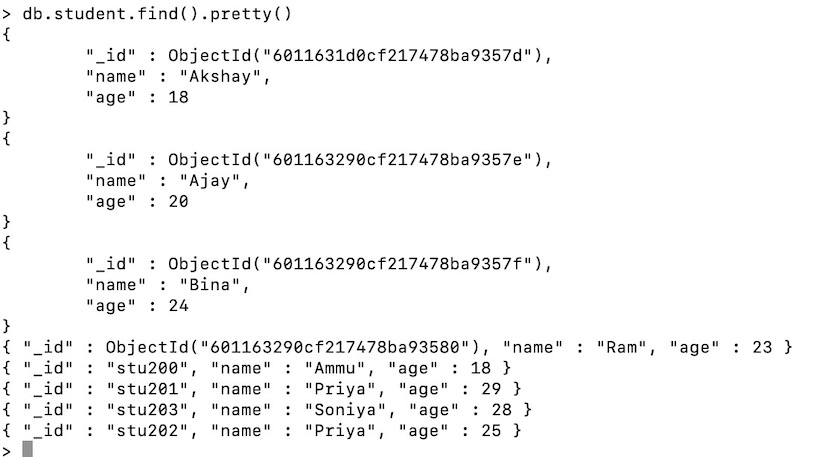 > db.student.find().pretty()
{
        "_id" : ObjectId("6011631d0cf217478ba9357d"),
        "name" : "Akshay",
        "age" : 18
}
{
        "_id" : ObjectId("601163290cf217478ba9357e"),
        "name" : "Ajay",
        "age" : 20
}
{
        "_id" : ObjectId("601163290cf217478ba9357f"),
        "name" : "Bina",
        "age" : 24
}
{ "_id" : ObjectId("601163290cf217478ba93580"), "name" : "Ram", "age" : 23 }
{ "_id" : "stu200", "name" : "Ammu", "age" : 18 }
{ "_id" : "stu201", "name" : "Priya", "age" : 29 }
{ "_id" : "stu203", "name" : "Soniya", "age" : 28 }
{ "_id" : "stu202", "name" : "Priya", "age" : 25 }
>